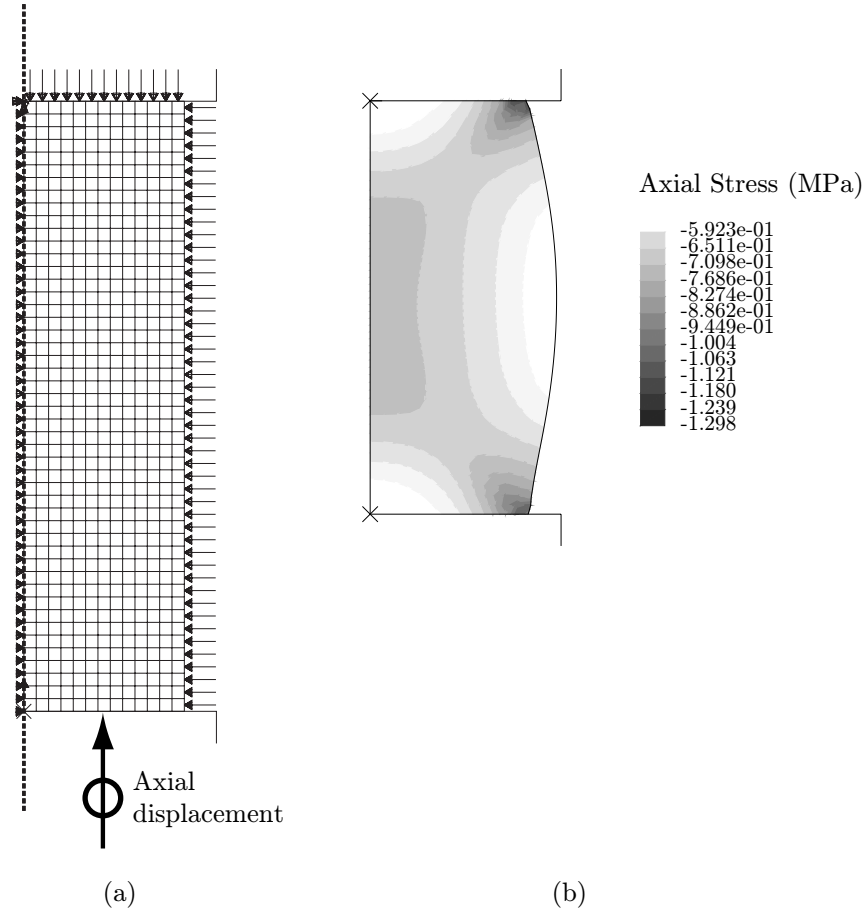 Axial Stress (MPa)
-5.923e-01
-6.511e-01
-7.098e-01
-7.686e-01
-8.274e-01
-8.862e-01
-9.449e-01
-1.004
-1.063
-1.121
-1.180
-1.239
-1.298
Axial
displacement
(a)
(b)